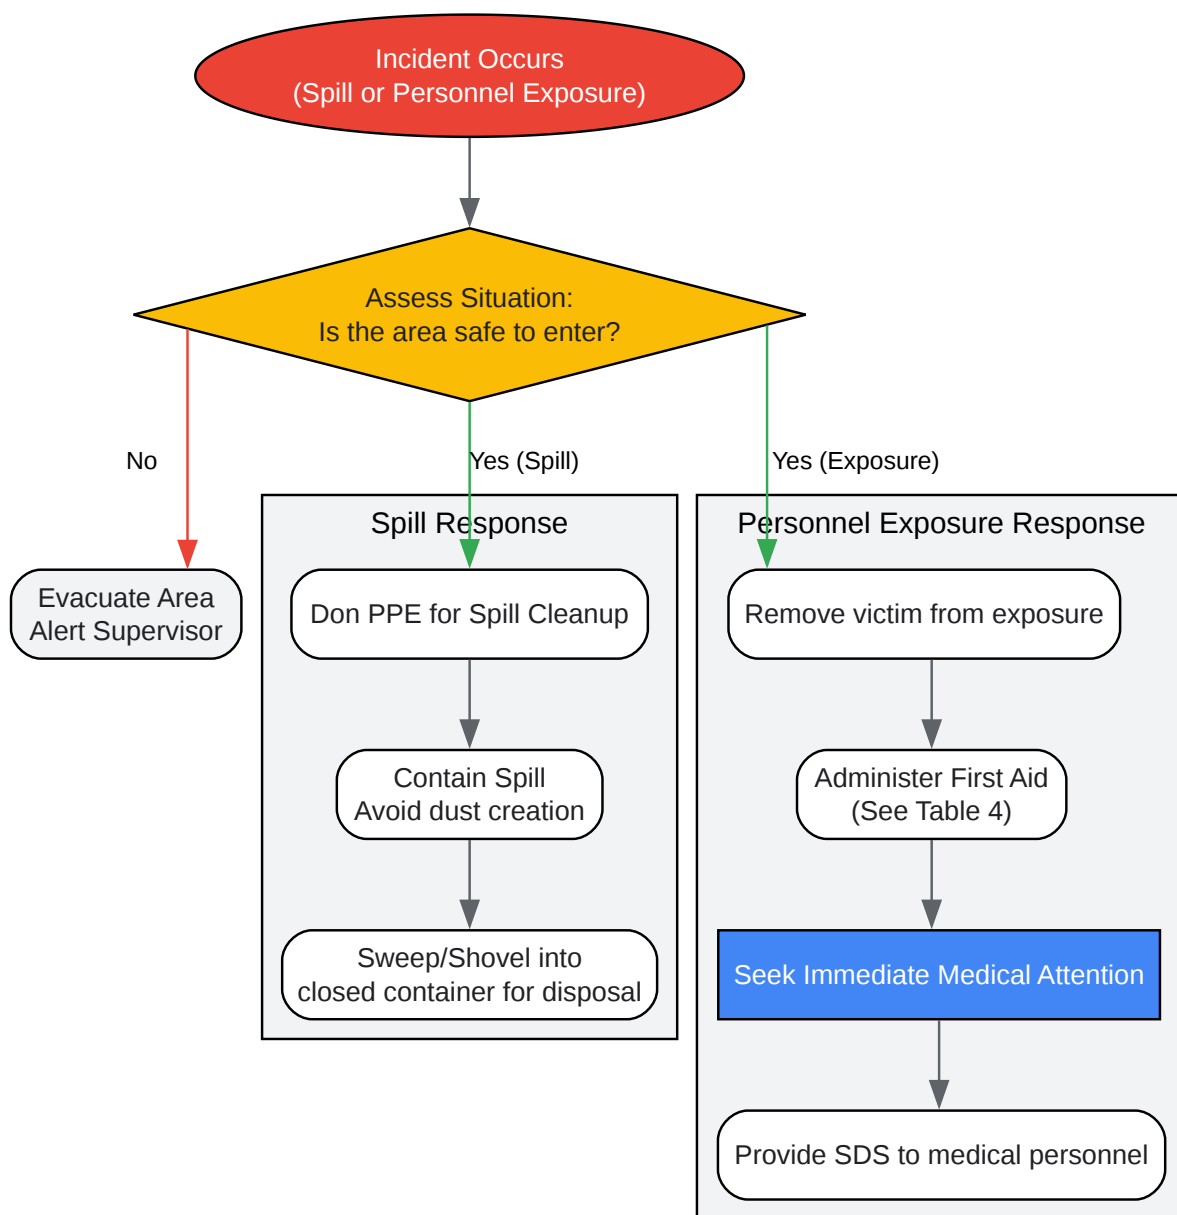 Incident Occurs
(Spill or Personnel Exposure)
Assess Situation:
Is the area safe to enter?
No
Yes (Spill)
Yes (Exposure)
Evacuate Area
Alert Supervisor
Spill Response
Don PPE for Spill Cleanup
Contain Spill
Avoid dust creation
Sweep/Shovel into
closed container for disposal
Personnel Exposure Response
Remove victim from exposure
Administer First Aid
(See Table 4)
Seek Immediate Medical Attention
Provide SDS to medical personnel